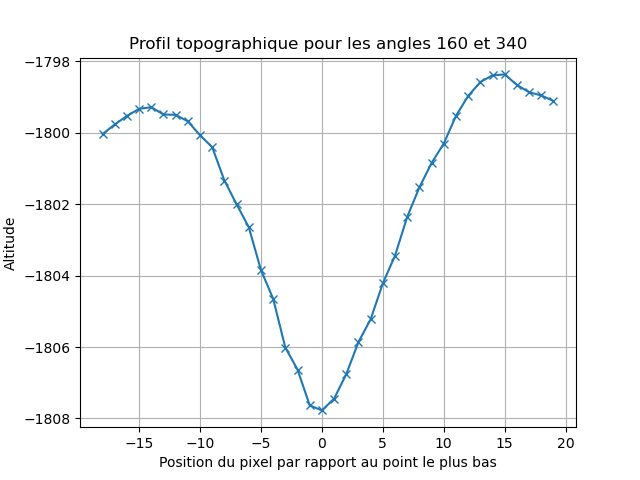 Profil topographique pour les angles 160 et 340
−1798
−1800
−1802
−1804
−1806
−1808
Altitude
−15 −10 −5 0 5 10 15 20
Position du pixel par rapport au point le plus bas